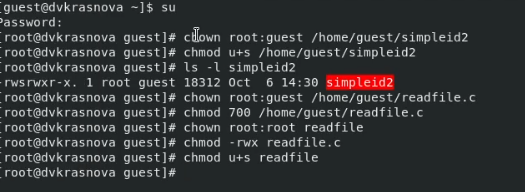 [guest@dvkrasnova ~]$ su
Password:
[root@dvkrasnova guest]# chown root:guest /home/guest/simpleid2
[root@dvkrasnova guest]# chmod u+s /home/guest/simpleid2
[root@dvkrasnova guest]# ls -l simpleid2
-rwsrwxr-x. 1 root guest 18312 Oct  6 14:30 simpleid2
[root@dvkrasnova guest]# chown root:guest /home/guest/readfile.c
[root@dvkrasnova guest]# chmod 700 /home/guest/readfile.c
[root@dvkrasnova guest]# chown root:root readfile
[root@dvkrasnova guest]# chmod -rwx readfile.c
[root@dvkrasnova guest]# chmod u+s readfile
[root@dvkrasnova guest]#